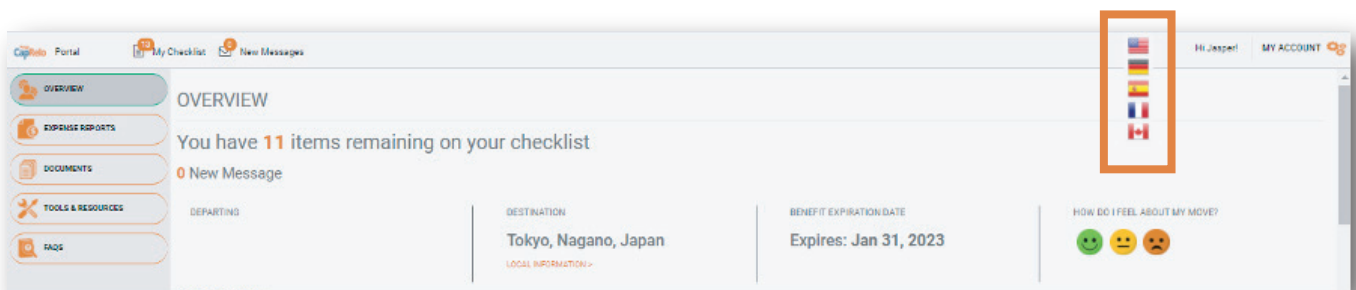 CapRelo Portal
My Checklist
New Messages
Hi Jasper!
MY ACCOUNT
OVERVIEW
EXPENSE REPORTS
DOCUMENTS
TOOLS & RESOURCES
FAQS
OVERVIEW
You have 11 items remaining on your checklist
0 New Message
DEPARTING
DESTINATION
Tokyo, Nagano, Japan
LOCAL INFORMATION >
BENEFIT EXPIRATION DATE
Expires: Jan 31, 2023
HOW DO I FEEL ABOUT MY MOVE?